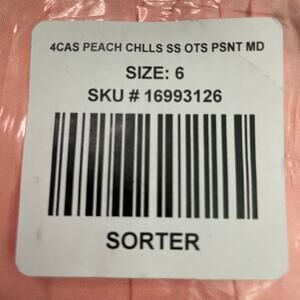 4CAS PEACH CHLLS SS OTS PSNT MD
SIZE: 6
SKU # 16993126
SORTER